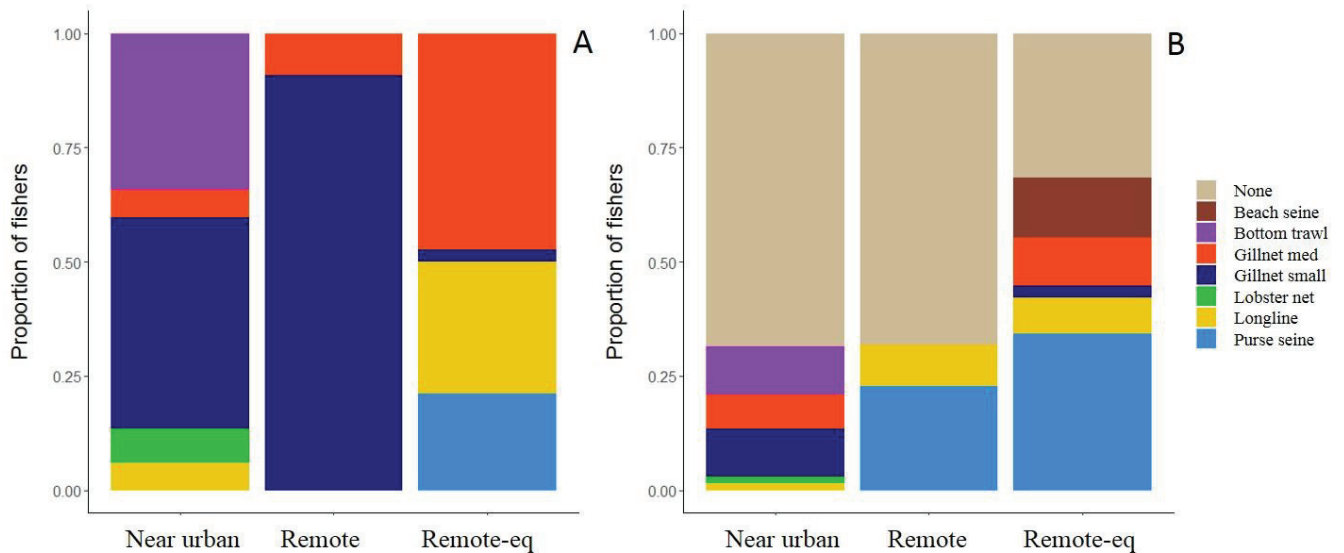 A
Proportion of fishers
1.00
0.75
0.50
0.25
0.00
Near urban
Remote
Remote-eq
B
Proportion of fishers
1.00
0.75
0.50
0.25
0.00
Near urban
Remote
Remote-eq
None
Beach seine
Bottom trawl
Gillnet med
Gillnet small
Lobster net
Longline
Purse seine